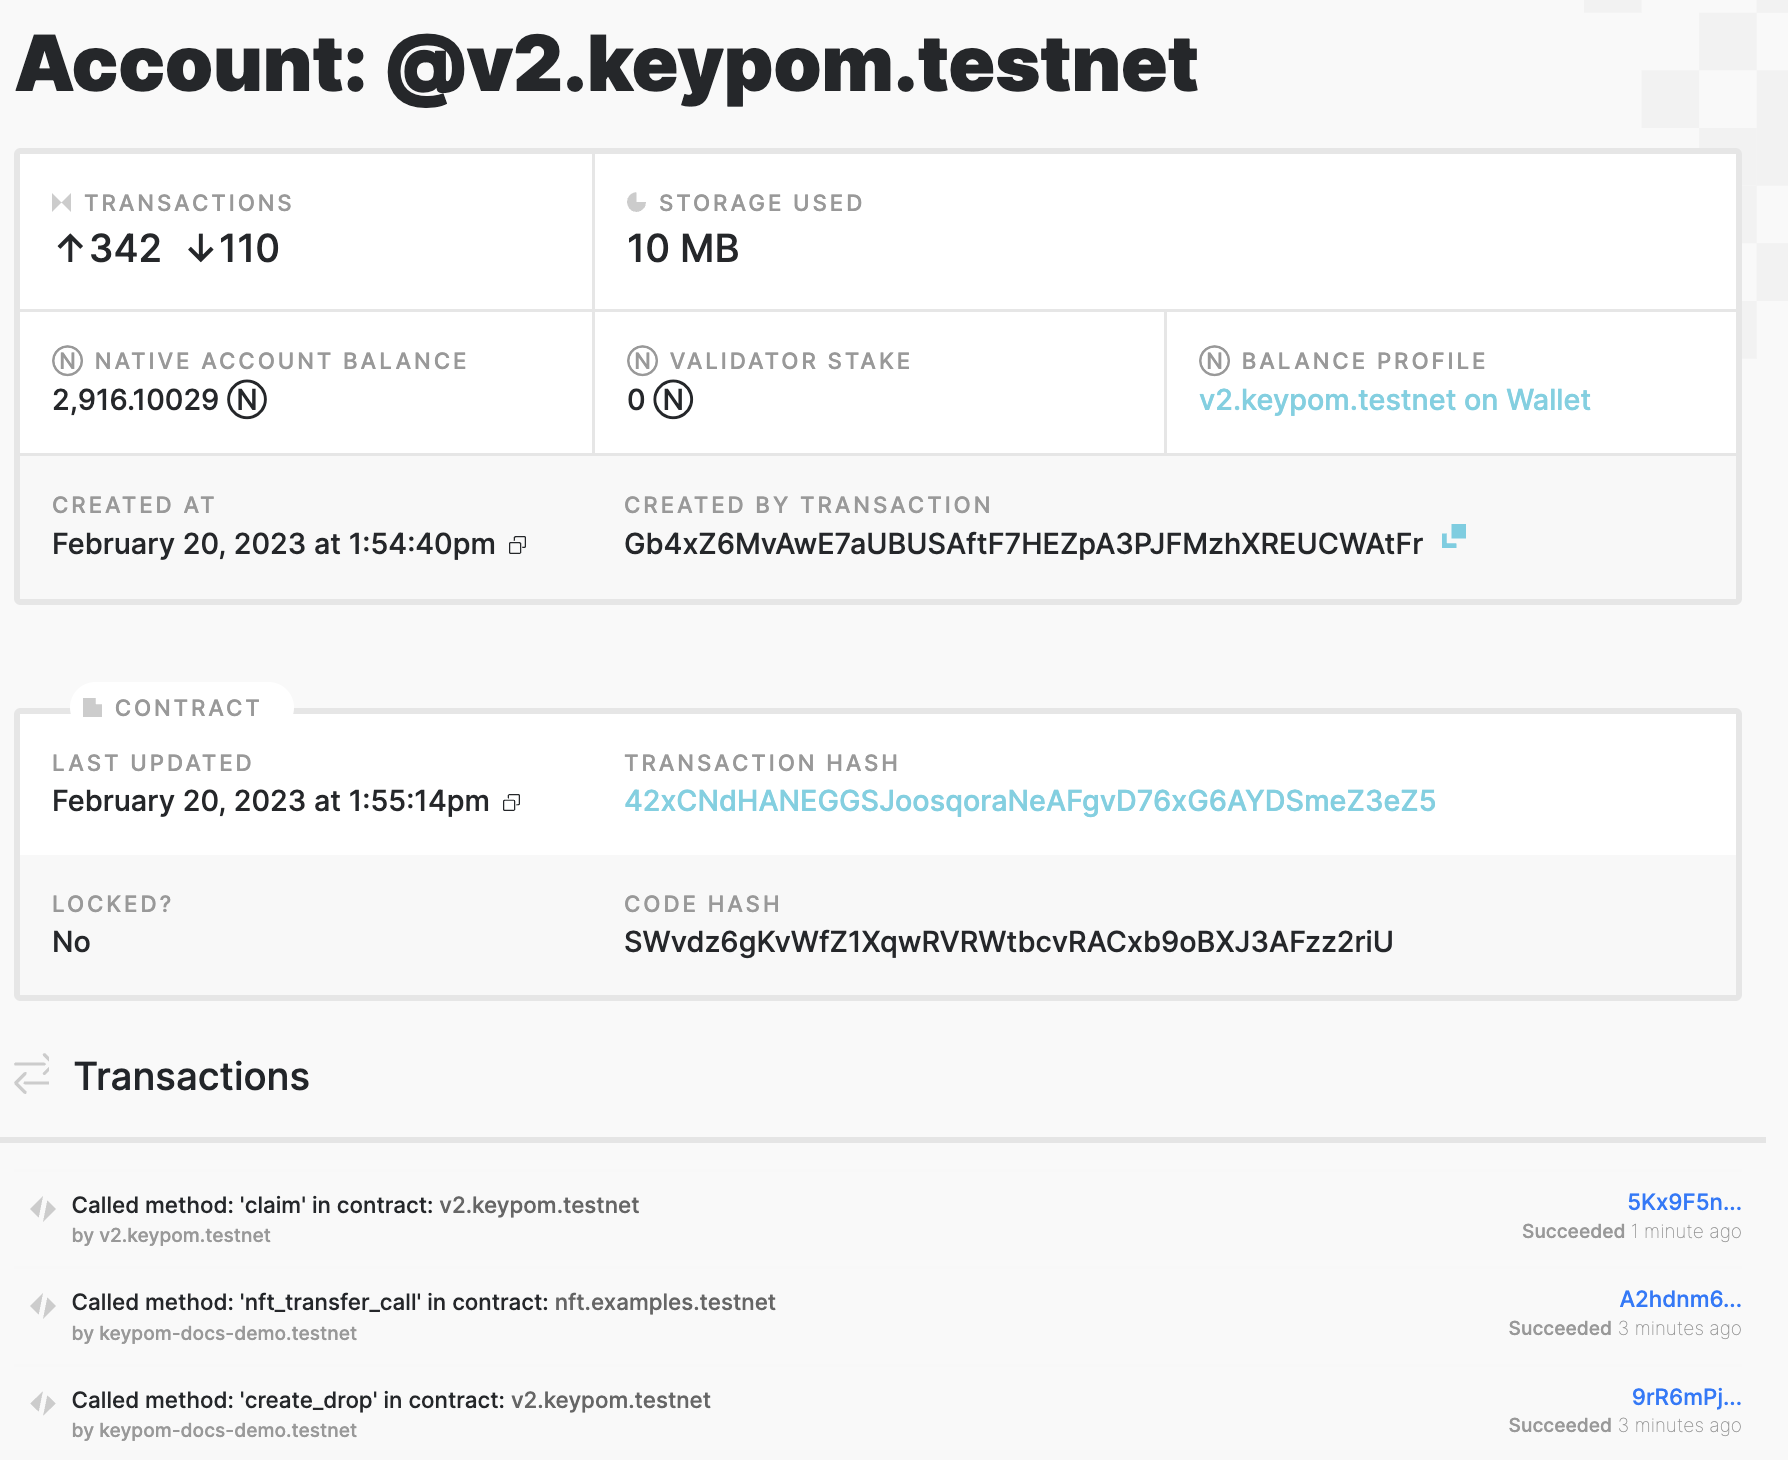 Account: @v2.keypom.testnet
TRANSACTIONS
↑342 ↓110
STORAGE USED
10 MB
NATIVE ACCOUNT BALANCE
2,916.10029 N
VALIDATOR STAKE
0 N
BALANCE PROFILE
v2.keypom.testnet on Wallet
CREATED AT
February 20, 2023 at 1:54:40pm
CREATED BY TRANSACTION
Gb4xZ6MvAwE7aUBUSAftF7HEZpA3PJFMzhXREUCWAtFr
CONTRACT
LAST UPDATED
February 20, 2023 at 1:55:14pm
TRANSACTION HASH
42xCNdHANEGGSJoosqoraNeAFgvD76xG6AYDSmeZ3eZ5
LOCKED?
No
CODE HASH
SWvdz6gKvWfZ1XqwRVRWtbcvRACxb9oBXJ3AFzz2riU
Transactions
Called method: 'claim' in contract: v2.keypom.testnet
by v2.keypom.testnet
5Kx9F5n...
Succeeded 1 minute ago
Called method: 'nft_transfer_call' in contract: nft.examples.testnet
by keypom-docs-demo.testnet
A2hdnm6...
Succeeded 3 minutes ago
Called method: 'create_drop' in contract: v2.keypom.testnet
by keypom-docs-demo.testnet
9rR6mPj...
Succeeded 3 minutes ago